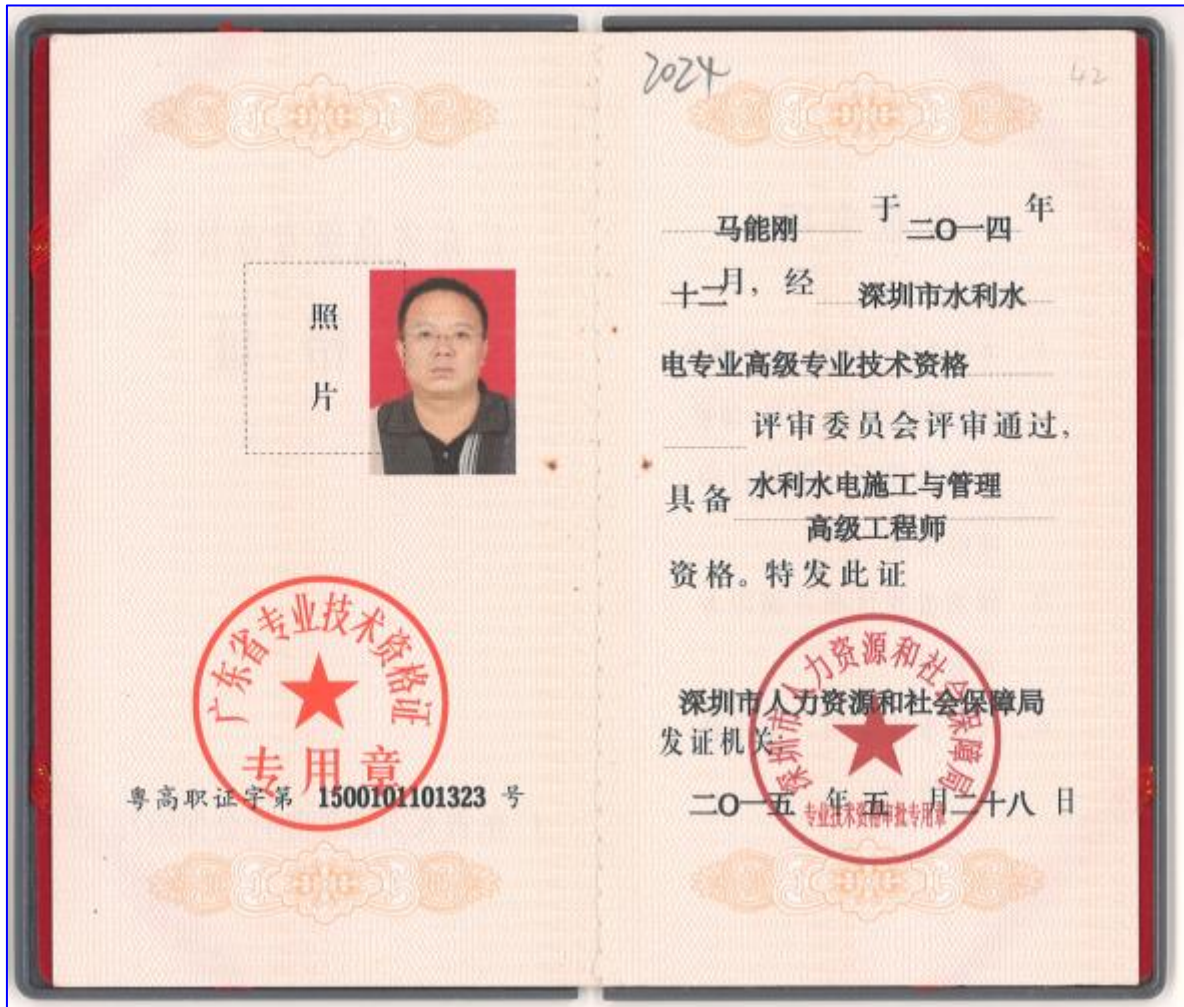 照
片
广东省专业技术资格证
专用章
粤高职证字第 1500101101323 号
2024
42
马能刚 于 二O一四 年
十二月，经 深圳市水利水
电专业高级专业技术资格
评审委员会评审通过，
具备 水利水电施工与管理
高级工程师
资格。特发此证
深圳市人力资源和社会保障局
发证机关：
二O一五 年 五 月二十八 日
深圳市人力资源和社会保障局
专业技术资格审批专用章